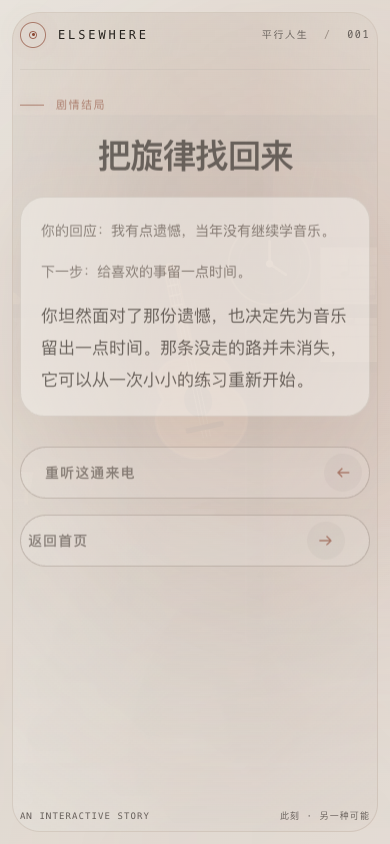 ELSEWHERE
平行人生 / 001
剧情结局
把旋律找回来
你的回应：我有点遗憾，当年没有继续学音乐。
下一步：给喜欢的事留一点时间。
你坦然面对了那份遗憾，也决定先为音乐
留出一点时间。那条没走的路并未消失，
它可以从一次小小的练习重新开始。
重听这通来电 ←
返回首页 →
AN INTERACTIVE STORY
此刻 · 另一种可能